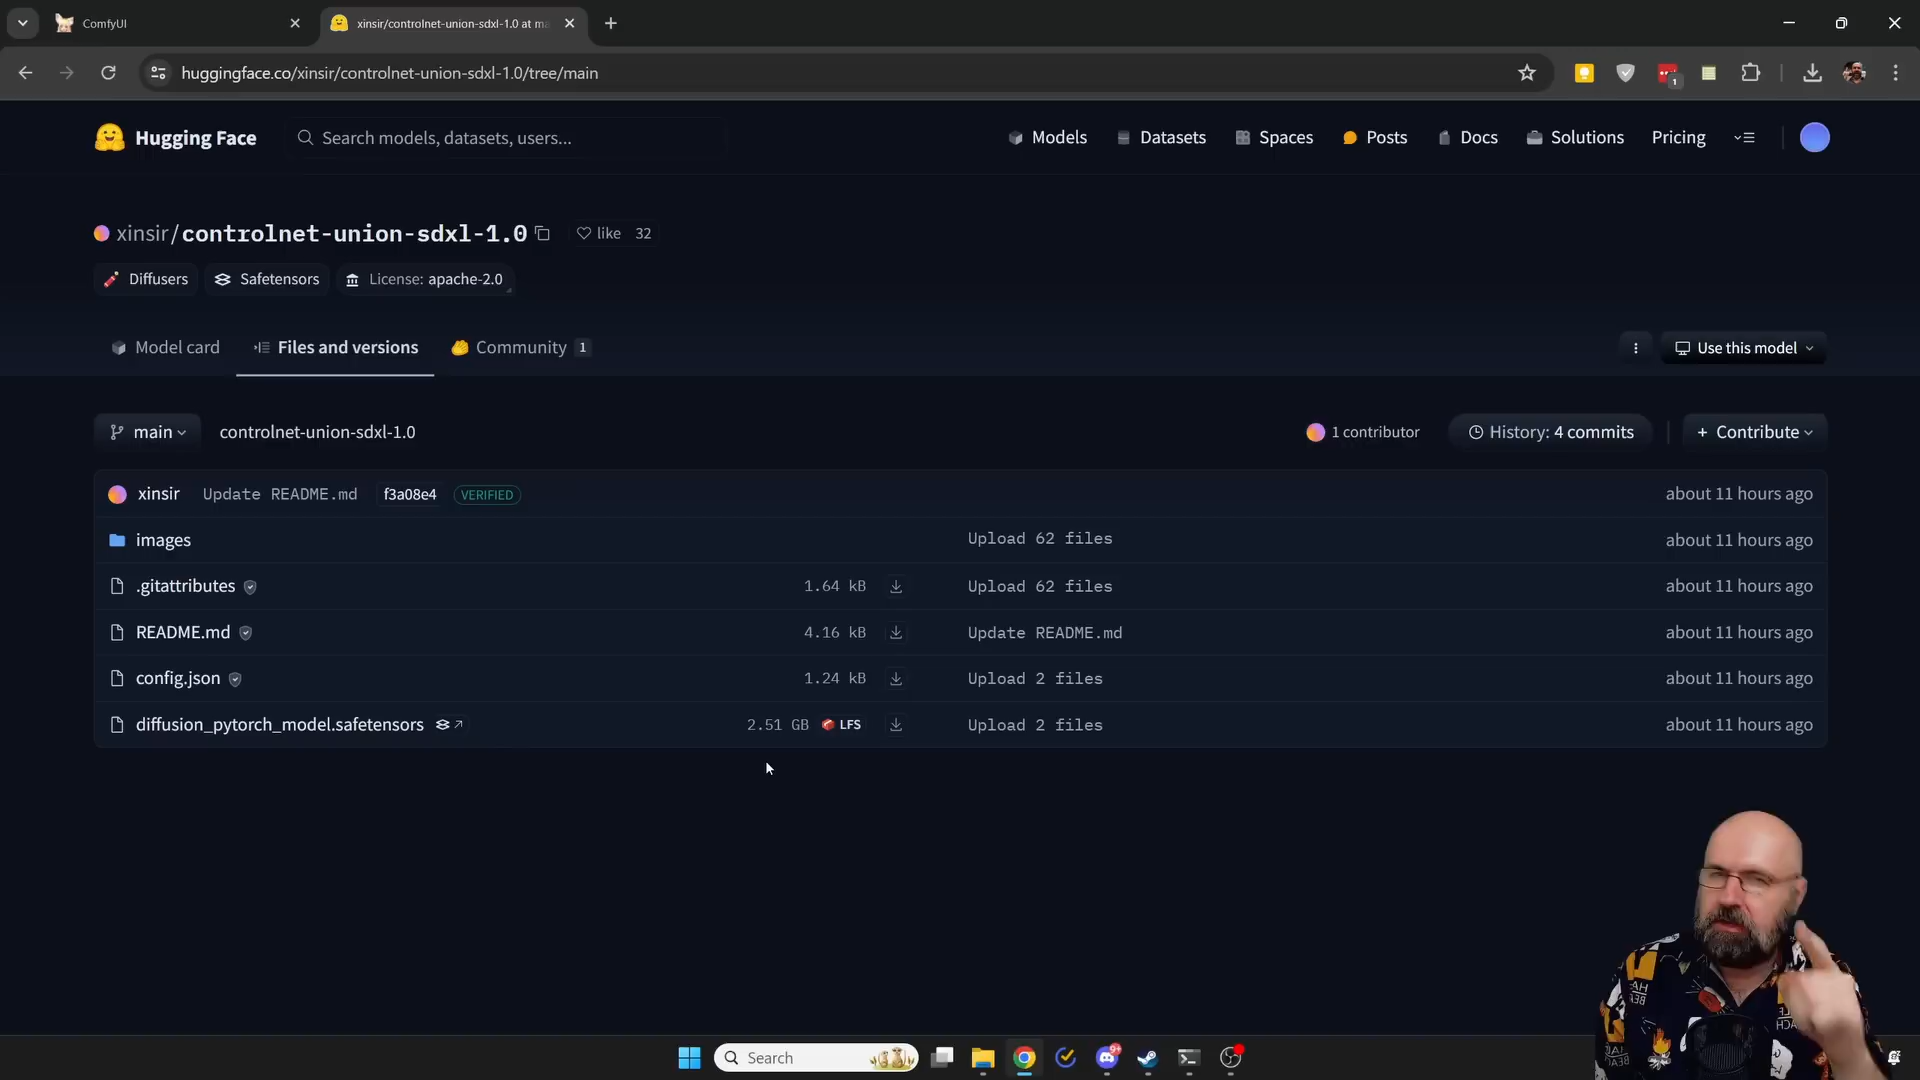 ComfyUI
xinsir/controlnet-union-sdxl-1.0 at ma
huggingface.co/xinsir/controlnet-union-sdxl-1.0/tree/main
1
Hugging Face
Search models, datasets, users...
Models
Datasets
Spaces
Posts
Docs
Solutions
Pricing
xinsir/controlnet-union-sdxl-1.0
like 32
Diffusers
Safetensors
License: apache-2.0
Model card
Files and versions
Community 1
Use this model
main
controlnet-union-sdxl-1.0
1 contributor
History: 4 commits
+ Contribute
xinsir Update README.md f3a08e4 VERIFIED about 11 hours ago
images Upload 62 files about 11 hours ago
.gitattributes 1.64 kB Upload 62 files about 11 hours ago
README.md 4.16 kB Update README.md about 11 hours ago
config.json 1.24 kB Upload 2 files about 11 hours ago
diffusion_pytorch_model.safetensors 2.51 GB LFS Upload 2 files about 11 hours ago
Search
9+